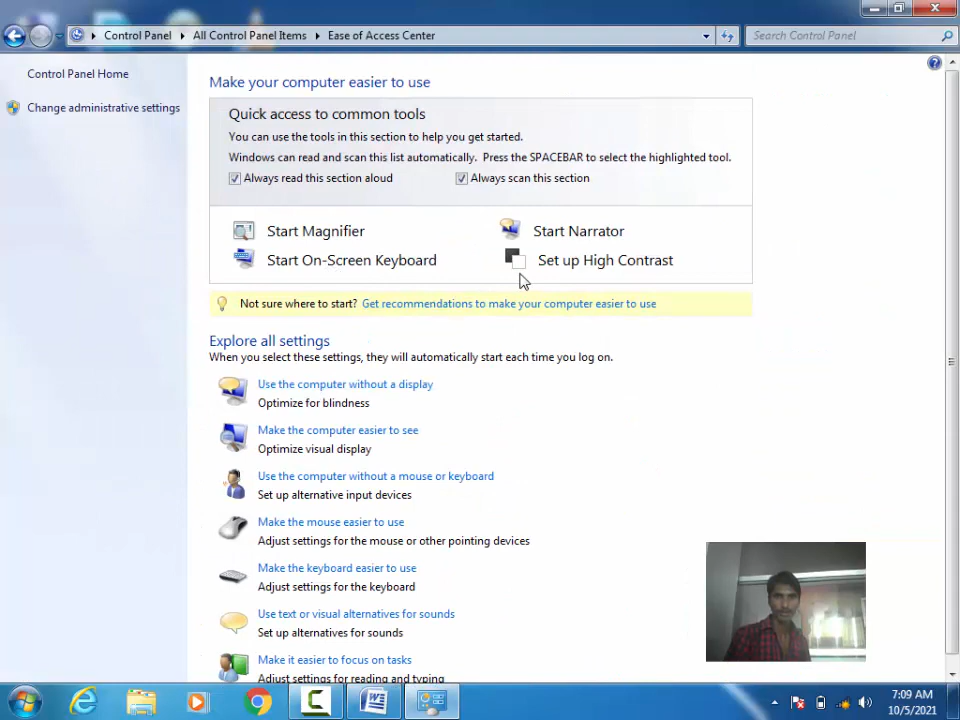 Control Panel All Control Panel Items Ease of Access Center Search Control Panel
Control Panel Home
Change administrative settings
Make your computer easier to use
Quick access to common tools
You can use the tools in this section to help you get started.
Windows can read and scan this list automatically. Press the SPACEBAR to select the highlighted tool.
Always read this section aloud Always scan this section
Start Magnifier Start Narrator
Start On-Screen Keyboard Set up High Contrast
Not sure where to start? Get recommendations to make your computer easier to use
Explore all settings
When you select these settings, they will automatically start each time you log on.
Use the computer without a display
Optimize for blindness
Make the computer easier to see
Optimize visual display
Use the computer without a mouse or keyboard
Set up alternative input devices
Make the mouse easier to use
Adjust settings for the mouse or other pointing devices
Make the keyboard easier to use
Adjust settings for the keyboard
Use text or visual alternatives for sounds
Set up alternatives for sounds
Make it easier to focus on tasks
Adjust settings for reading and typing
7:09 AM
10/5/2021